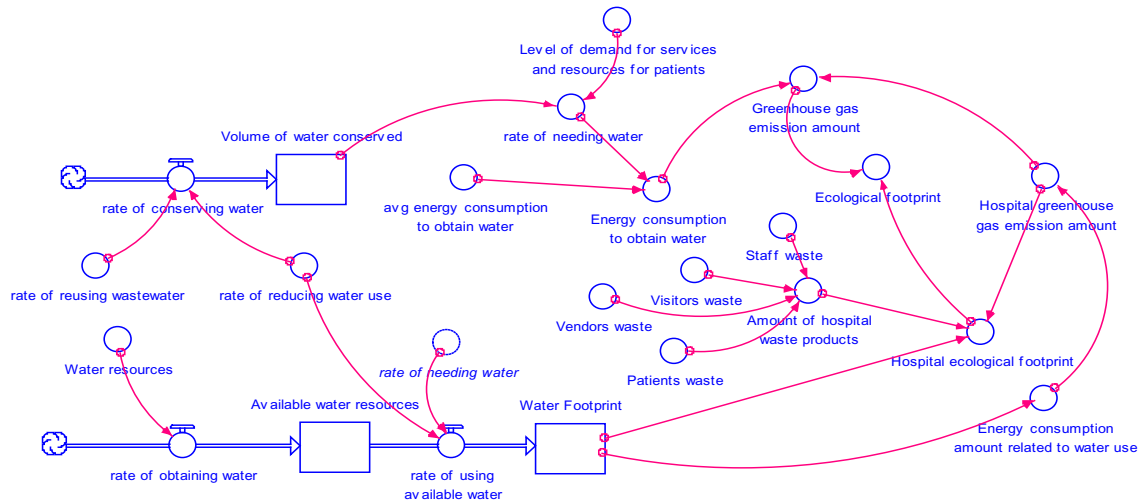 Level of demand for services
and resources for patients
Greenhouse gas
emission amount
Volume of water conserved
rate of needing water
rate of conserving water
avg energy consumption
to obtain water
Energy consumption
to obtain water
Ecological footprint
Hospital greenhouse
gas emission amount
Staff waste
rate of reusing wastewater
rate of reducing water use
Visitors waste
Vendors waste
Amount of hospital
waste products
Water resources
rate of needing water
Patients waste
Hospital ecological footprint
Available water resources
Water Footprint
Energy consumption
amount related to water use
rate of obtaining water
rate of using
available water